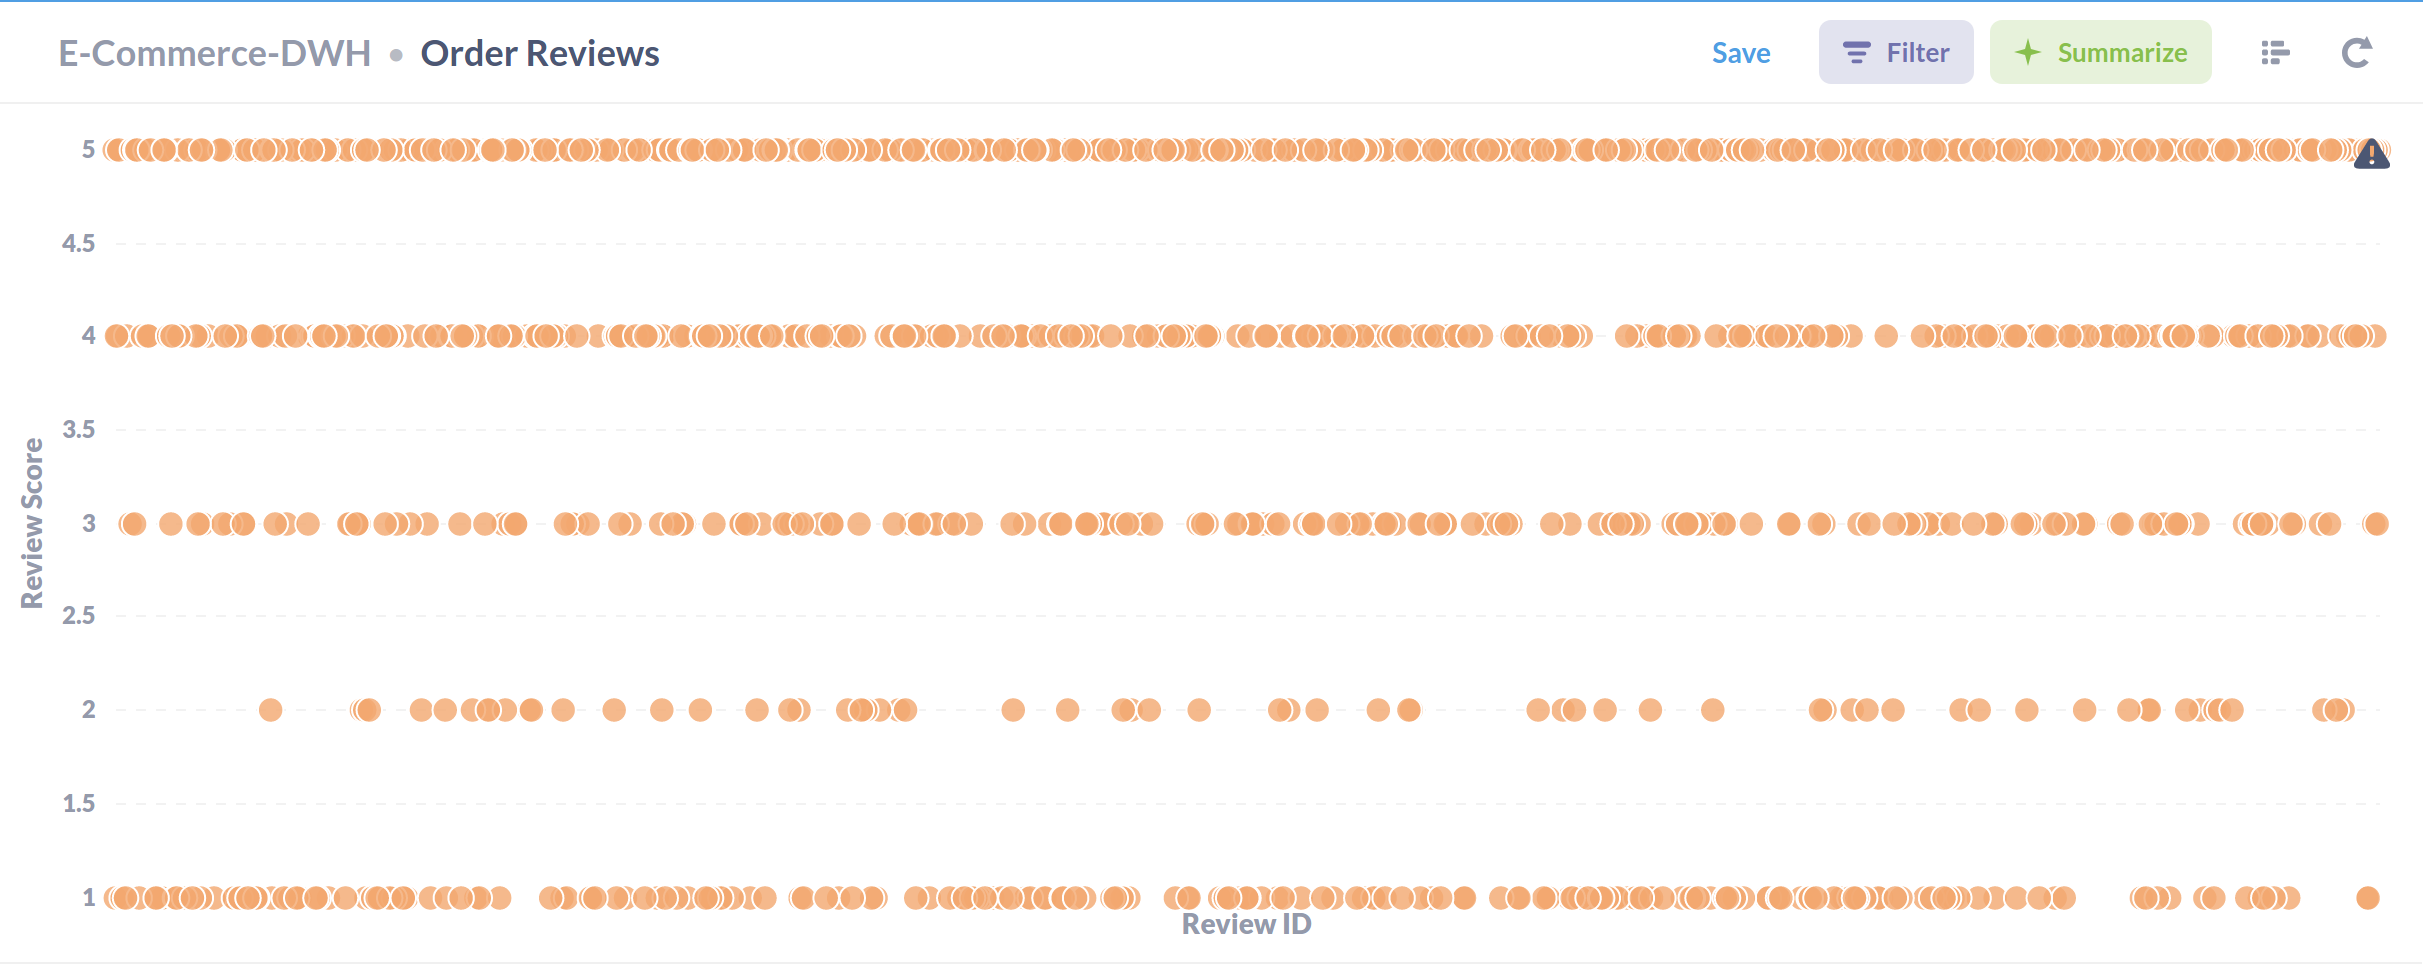 E-Commerce-DWH • Order Reviews
Save
Filter
Summarize
5
4.5
4
3.5
3
2.5
2
1.5
1
Review Score
Review ID